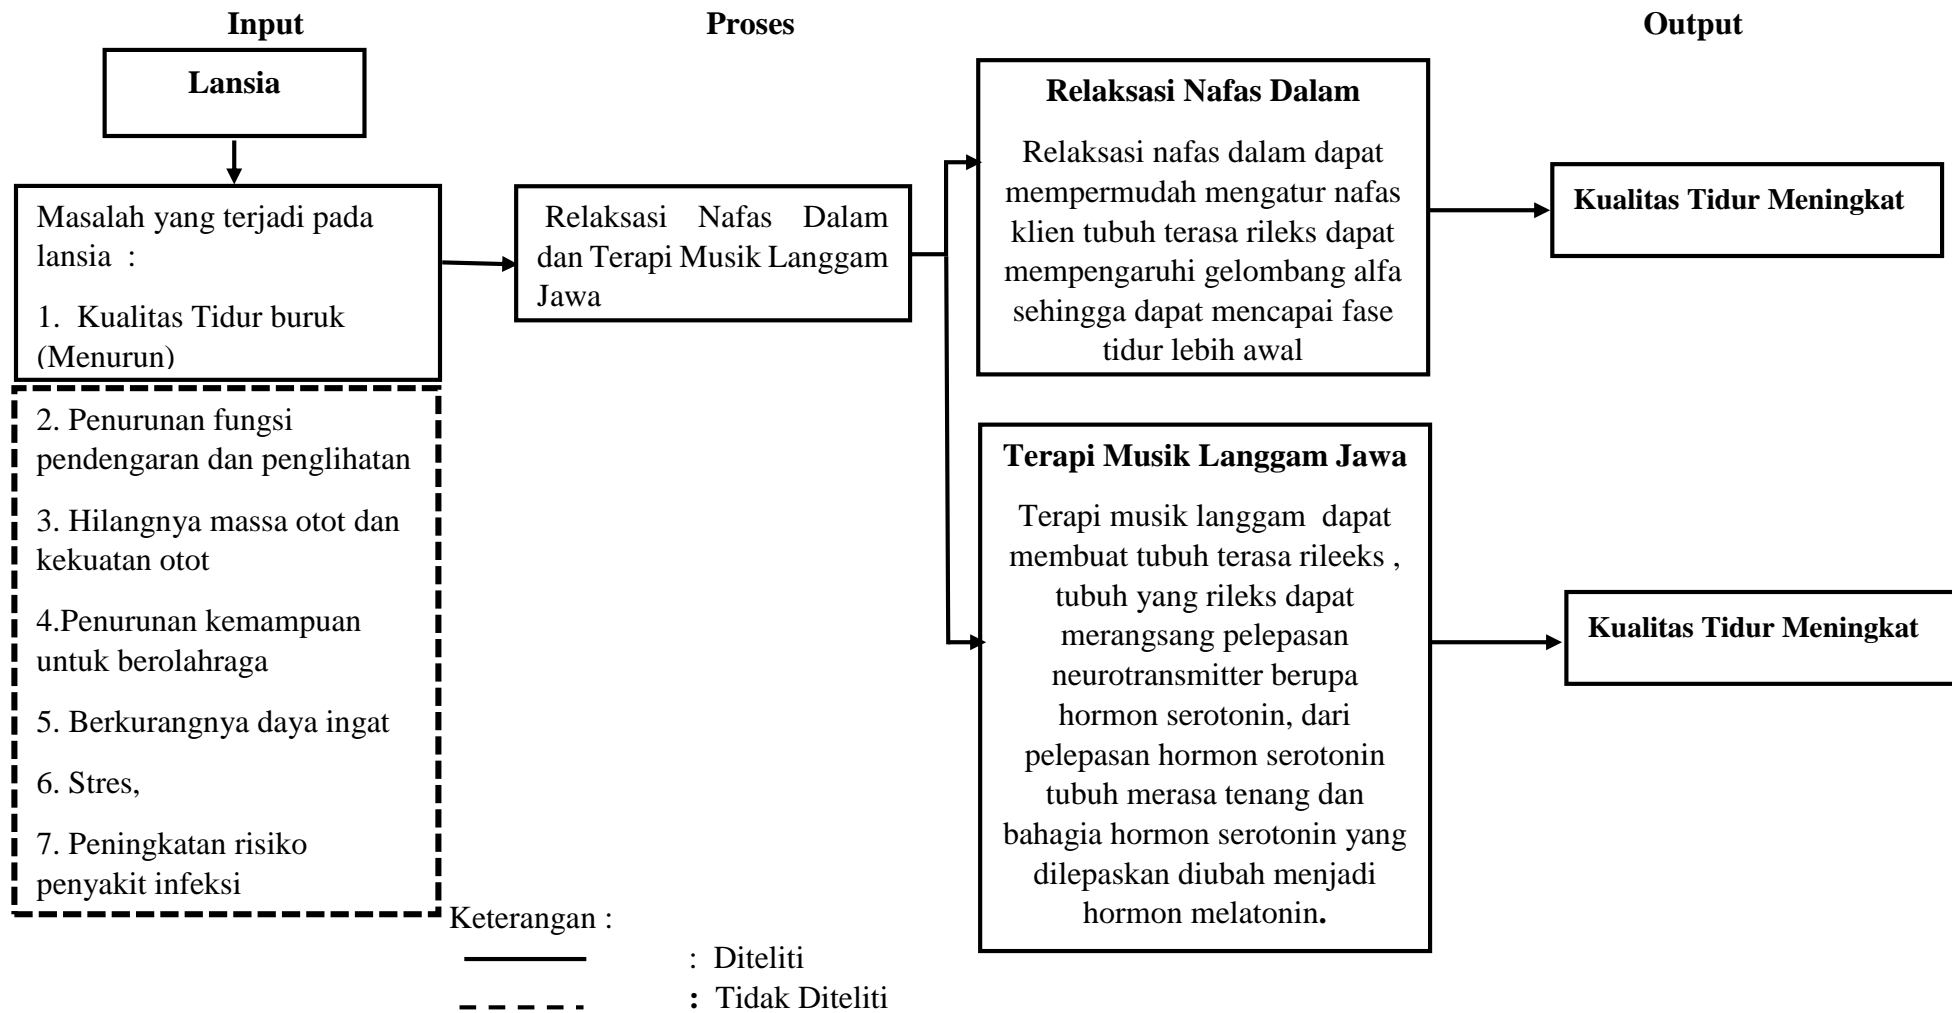 Input
Proses
Output
Lansia
Masalah yang terjadi pada
lansia :
1. Kualitas Tidur buruk
(Menurun)
2. Penurunan fungsi
pendengaran dan penglihatan
3. Hilangnya massa otot dan
kekuatan otot
4.Penurunan kemampuan
untuk berolahraga
5. Berkurangnya daya ingat
6. Stres,
7. Peningkatan risiko
penyakit infeksi
Relaksasi Nafas Dalam
dan Terapi Musik Langgam
Jawa
Relaksasi Nafas Dalam
Relaksasi nafas dalam dapat
mempermudah mengatur nafas
klien tubuh terasa rileks dapat
mempengaruhi gelombang alfa
sehingga dapat mencapai fase
tidur lebih awal
Kualitas Tidur Meningkat
Terapi Musik Langgam Jawa
Terapi musik langgam dapat
membuat tubuh terasa rileeks ,
tubuh yang rileks dapat
merangsang pelepasan
neurotransmitter berupa
hormon serotonin, dari
pelepasan hormon serotonin
tubuh merasa tenang dan
bahagia hormon serotonin yang
dilepaskan diubah menjadi
hormon melatonin.
Kualitas Tidur Meningkat
Keterangan :
: Diteliti
: Tidak Diteliti